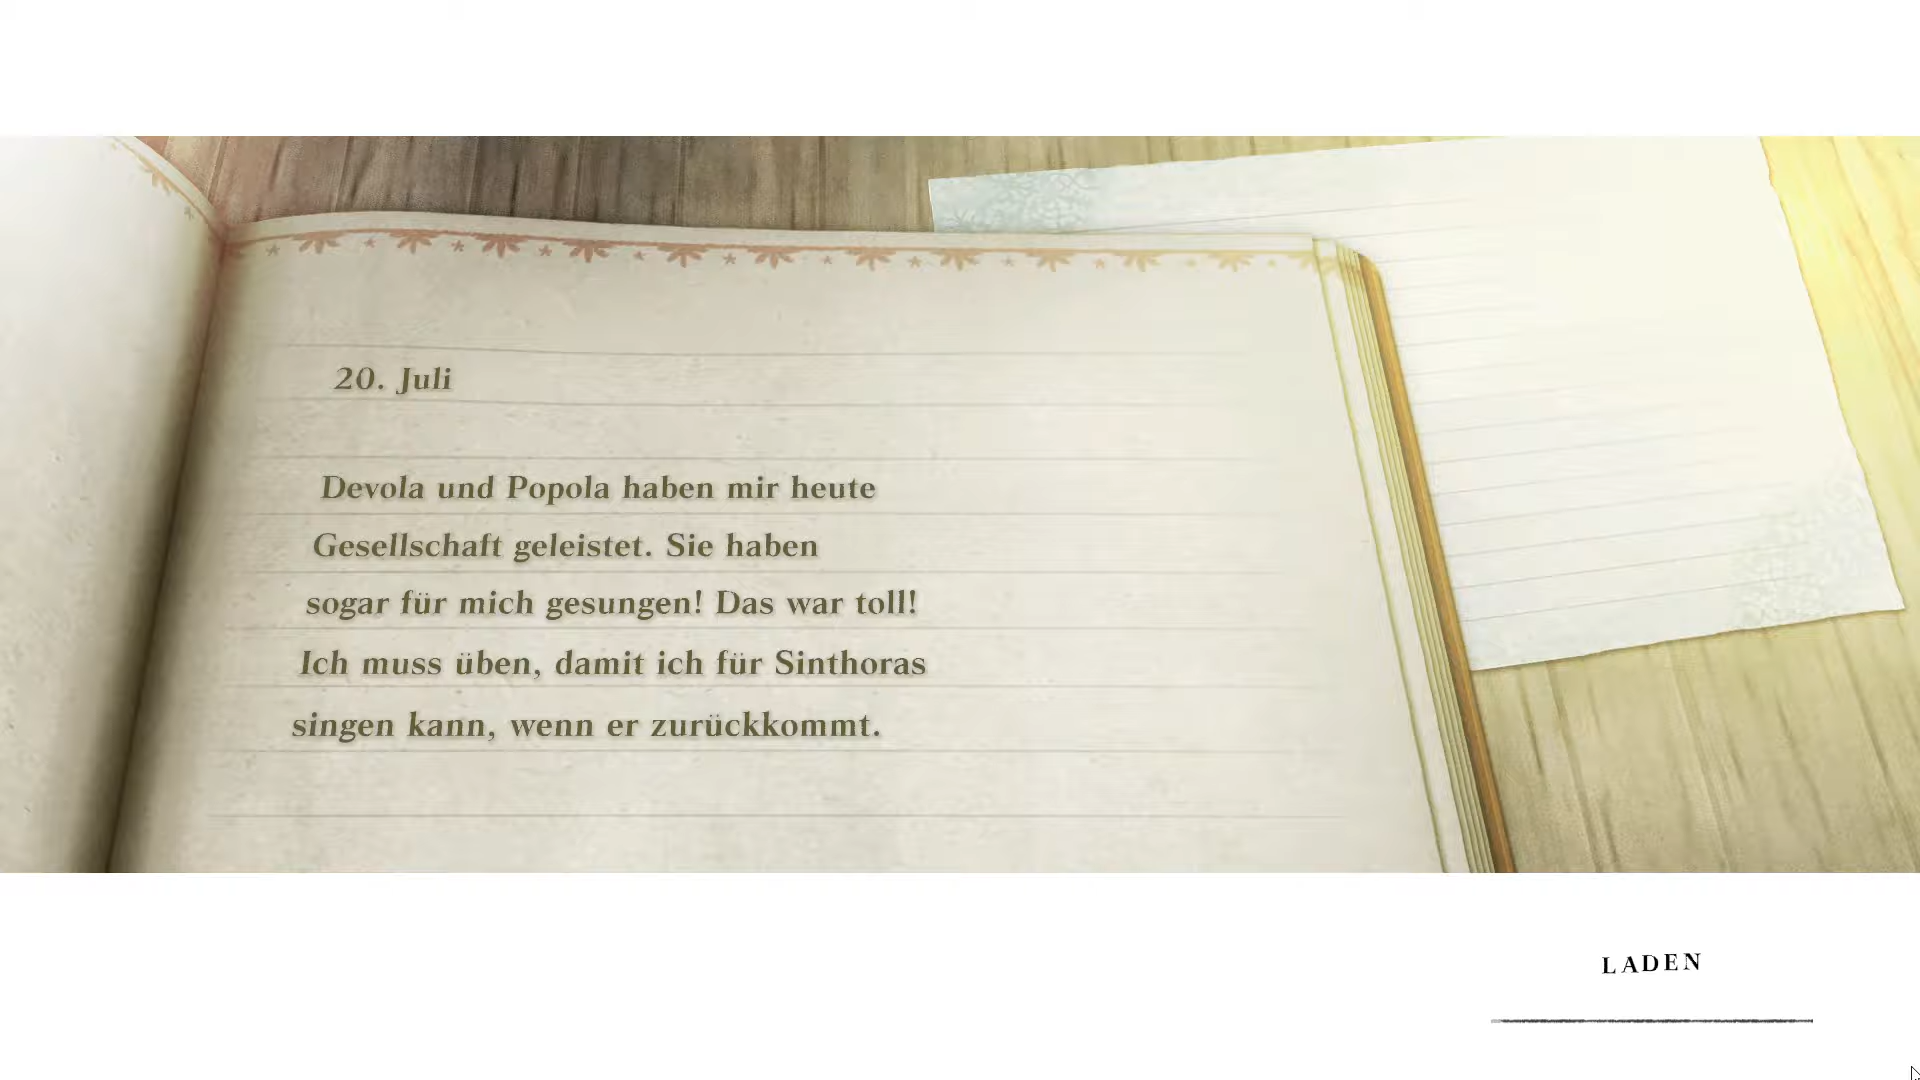 20. Juli
Devola und Popola haben mir heute
Gesellschaft geleistet. Sie haben
sogar für mich gesungen! Das war toll!
Ich muss üben, damit ich für Sinthoras
singen kann, wenn er zurückkommt.
LADEN